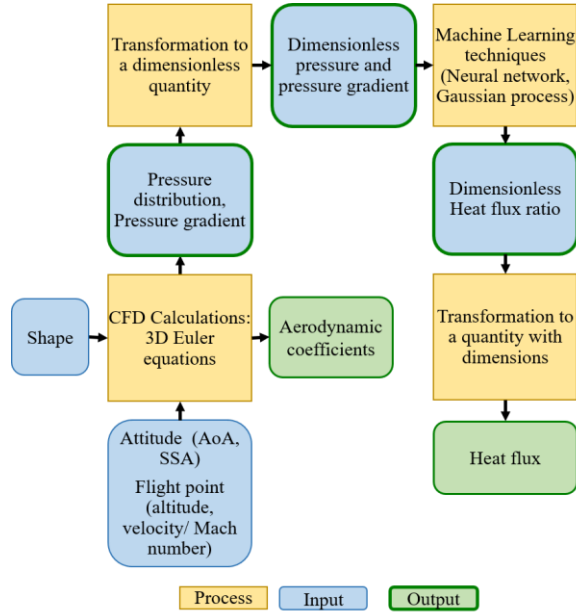 Transformation to
a dimensionless
quantity
Dimensionless
pressure and
pressure gradient
Machine Learning
techniques
(Neural network,
Gaussian process)
Pressure
distribution,
Pressure gradient
Dimensionless
Heat flux ratio
Shape
CFD Calculations:
3D Euler
equations
Aerodynamic
coefficients
Transformation to
a quantity with
dimensions
Attitude (AoA,
SSA)
Flight point
(altitude,
velocity/ Mach
number)
Heat flux
Process
Input
Output